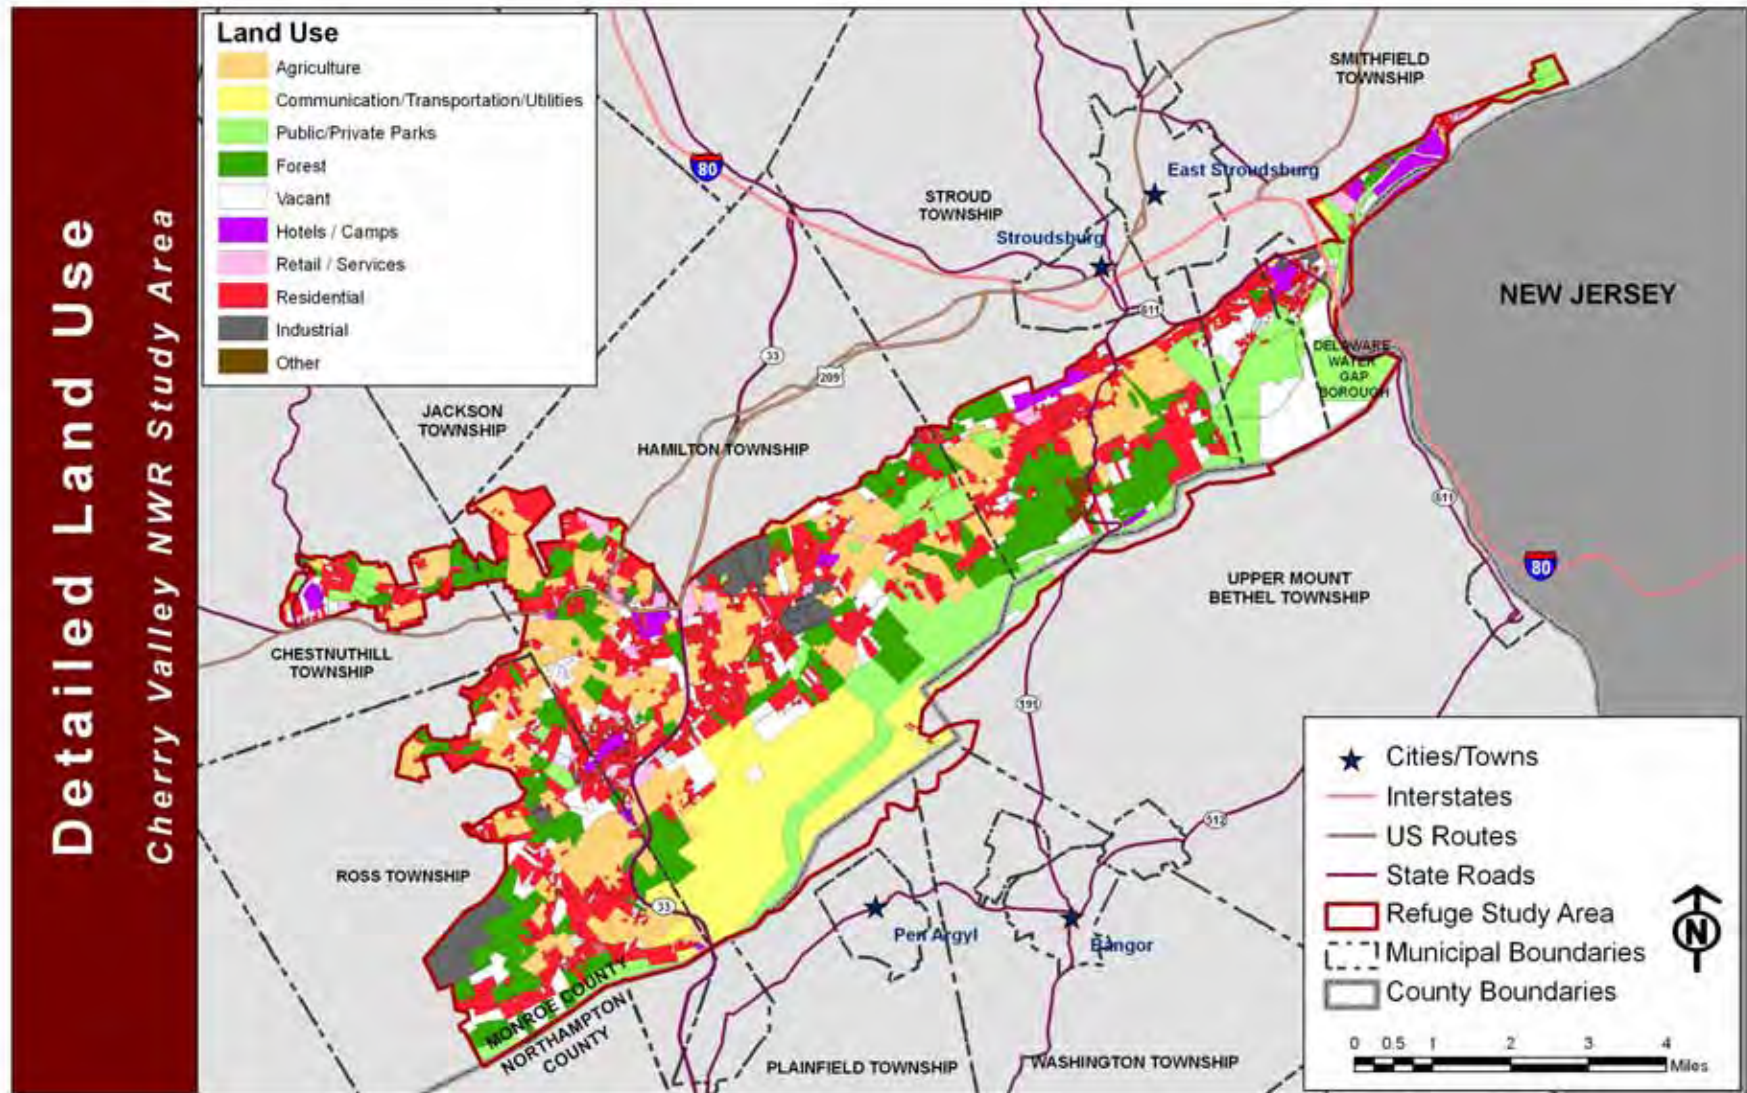 Detailed Land Use
Cherry Valley NWR Study Area
Land Use
Agriculture
Communication/Transportation/Utilities
Public/Private Parks
Forest
Vacant
Hotels / Camps
Retail / Services
Residential
Industrial
Other
SMITHFIELD
TOWNSHIP
80
East Stroudsburg
STROUD
TOWNSHIP
Stroudsburg
NEW JERSEY
611
33
209
DELAWARE
WATER
GAP
BOROUGH
JACKSON
TOWNSHIP
HAMILTON TOWNSHIP
611
80
UPPER MOUNT
BETHEL TOWNSHIP
CHESTNUTHILL
TOWNSHIP
191
512
ROSS TOWNSHIP
33
Pen Argyl
Bangor
MONROE COUNTY
NORTHAMPTON
COUNTY
PLAINFIELD TOWNSHIP
WASHINGTON TOWNSHIP
Cities/Towns
Interstates
US Routes
State Roads
Refuge Study Area
Municipal Boundaries
County Boundaries
N
0 0.5 1 2 3 4
Miles